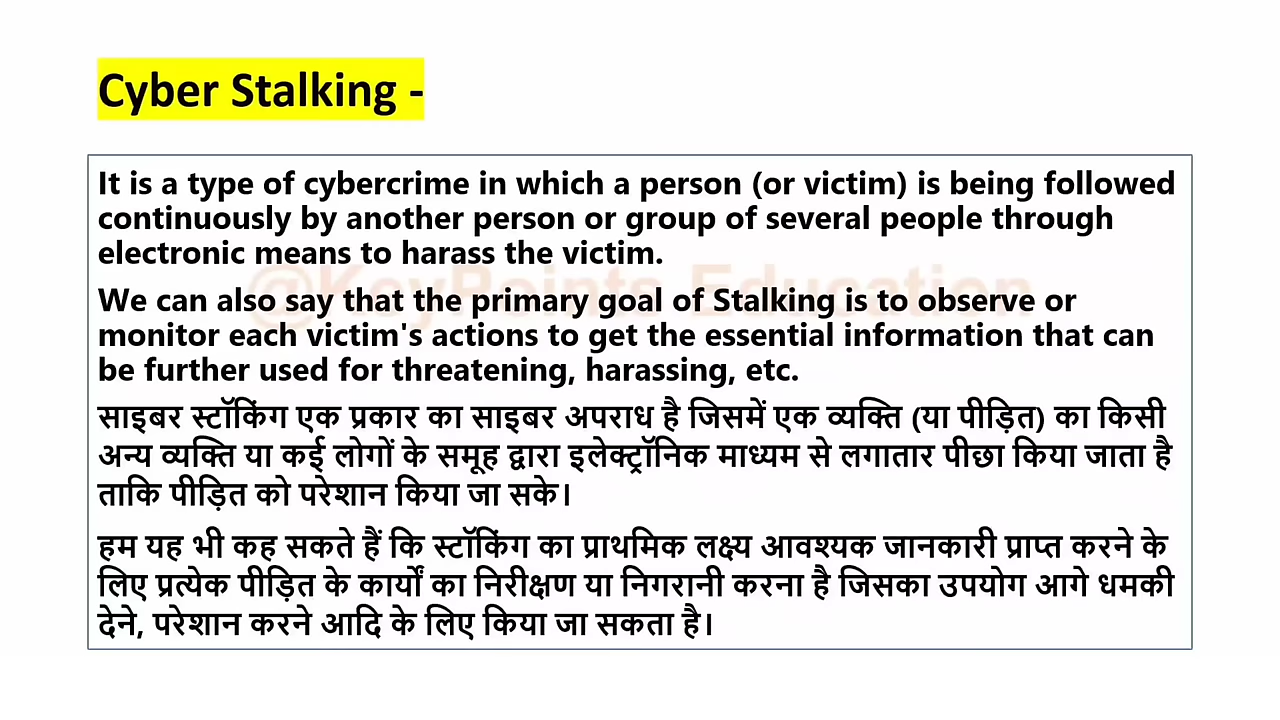 Cyber Stalking -
It is a type of cybercrime in which a person (or victim) is being followed
continuously by another person or group of several people through
electronic means to harass the victim.
@KeyPoints Education
We can also say that the primary goal of Stalking is to observe or
monitor each victim's actions to get the essential information that can
be further used for threatening, harassing, etc.
साइबर स्टॉकिंग एक प्रकार का साइबर अपराध है जिसमें एक व्यक्ति (या पीड़ित) का किसी
अन्य व्यक्ति या कई लोगों के समूह द्वारा इलेक्ट्रॉनिक माध्यम से लगातार पीछा किया जाता है
ताकि पीड़ित को परेशान किया जा सके।
हम यह भी कह सकते हैं कि स्टॉकिंग का प्राथमिक लक्ष्य आवश्यक जानकारी प्राप्त करने के
लिए प्रत्येक पीड़ित के कार्यों का निरीक्षण या निगरानी करना है जिसका उपयोग आगे धमकी
देने, परेशान करने आदि के लिए किया जा सकता है।